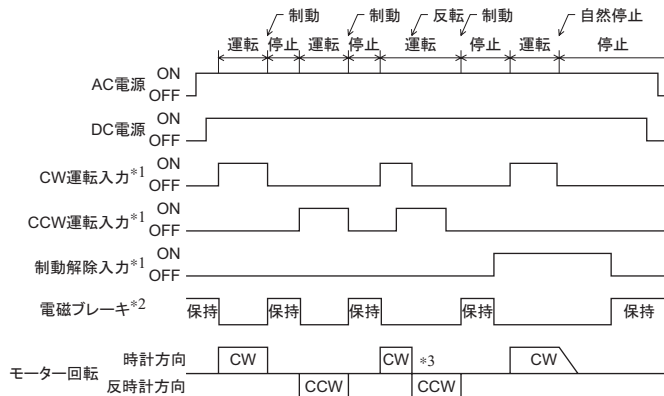 制動 制動 反転 制動 自然停止
運転 停止 運転 停止 運転 停止 運転 停止
AC電源 ON
OFF
DC電源 ON
OFF
CW運転入力*1 ON
OFF
CCW運転入力*1 ON
OFF
制動解除入力*1 ON
OFF
電磁ブレーキ*2 保持 保持 保持 保持 保持
モーター回転 時計方向 CW CW *3 CW
反時計方向 CCW CCW